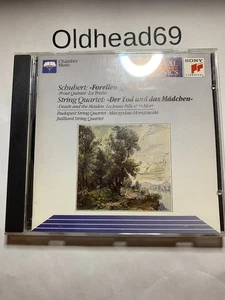 Oldhead69
Chamber
Music
SONY
Schubert: »Forellen
Trout Quintet · La Truite
String Quartet: »Der Tod und das Mädchen«
Death and the Maiden · La Jeune Fille et la Mort
Budapest String Quartet · Mieczyslaw Horszowski
Juilliard String Quartet